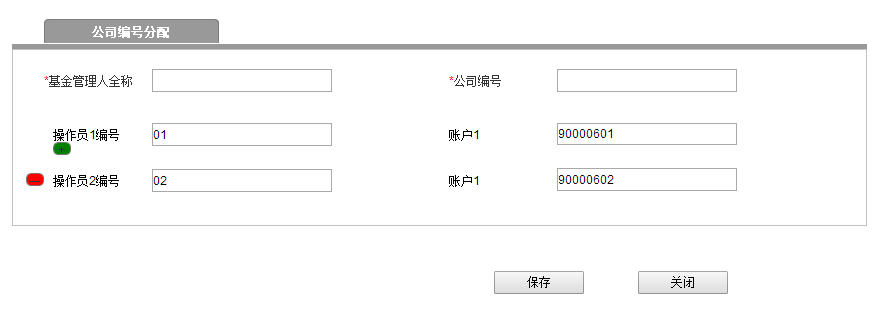 公司编号分配
*基金管理人全称 *公司编号
操作员1编号 01 账户1 90000601
操作员2编号 02 账户1 90000602
保存 关闭